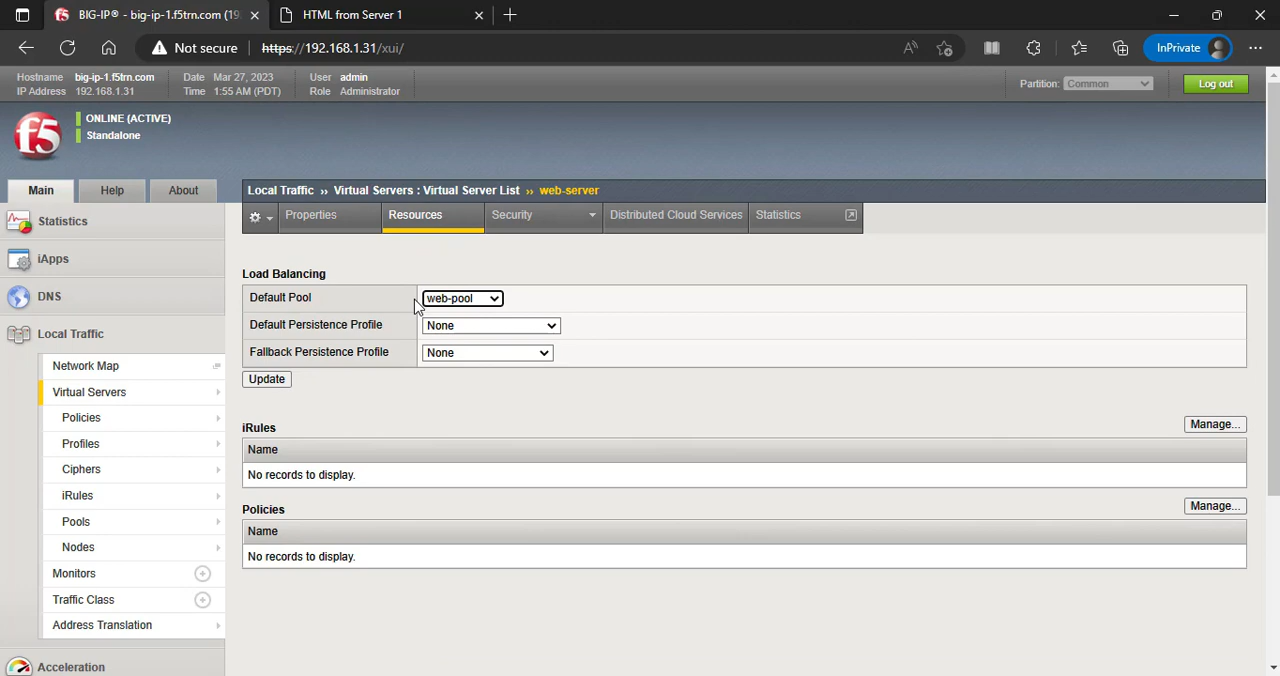 BIG-IP® - big-ip-1.f5trn.com (19
HTML from Server 1
Not secure
https://192.168.1.31/xui/
InPrivate
Hostname big-ip-1.f5trn.com
IP Address 192.168.1.31
Date Mar 27, 2023
Time 1:55 AM (PDT)
User admin
Role Administrator
Partition: Common
Log out
f5
ONLINE (ACTIVE)
Standalone
Main
Help
About
Local Traffic ›› Virtual Servers : Virtual Server List ›› web-server
Properties
Resources
Security
Distributed Cloud Services
Statistics
Statistics
iApps
DNS
Local Traffic
Network Map
Virtual Servers
Policies
Profiles
Ciphers
iRules
Pools
Nodes
Monitors
Traffic Class
Address Translation
Acceleration
Load Balancing
Default Pool
web-pool
Default Persistence Profile
None
Fallback Persistence Profile
None
Update
iRules
Manage...
Name
No records to display.
Policies
Manage...
Name
No records to display.